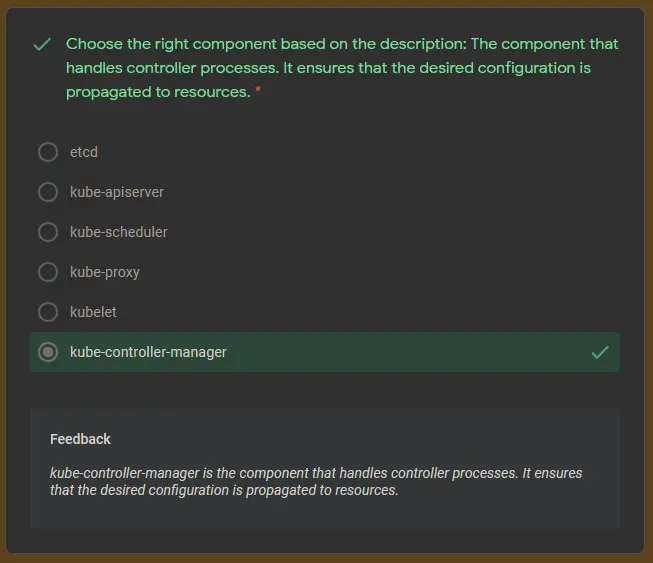 Choose the right component based on the description: The component that
handles controller processes. It ensures that the desired configuration is
propagated to resources. *
etcd
kube-apiserver
kube-scheduler
kube-proxy
kubelet
kube-controller-manager
Feedback
kube-controller-manager is the component that handles controller processes. It ensures
that the desired configuration is propagated to resources.